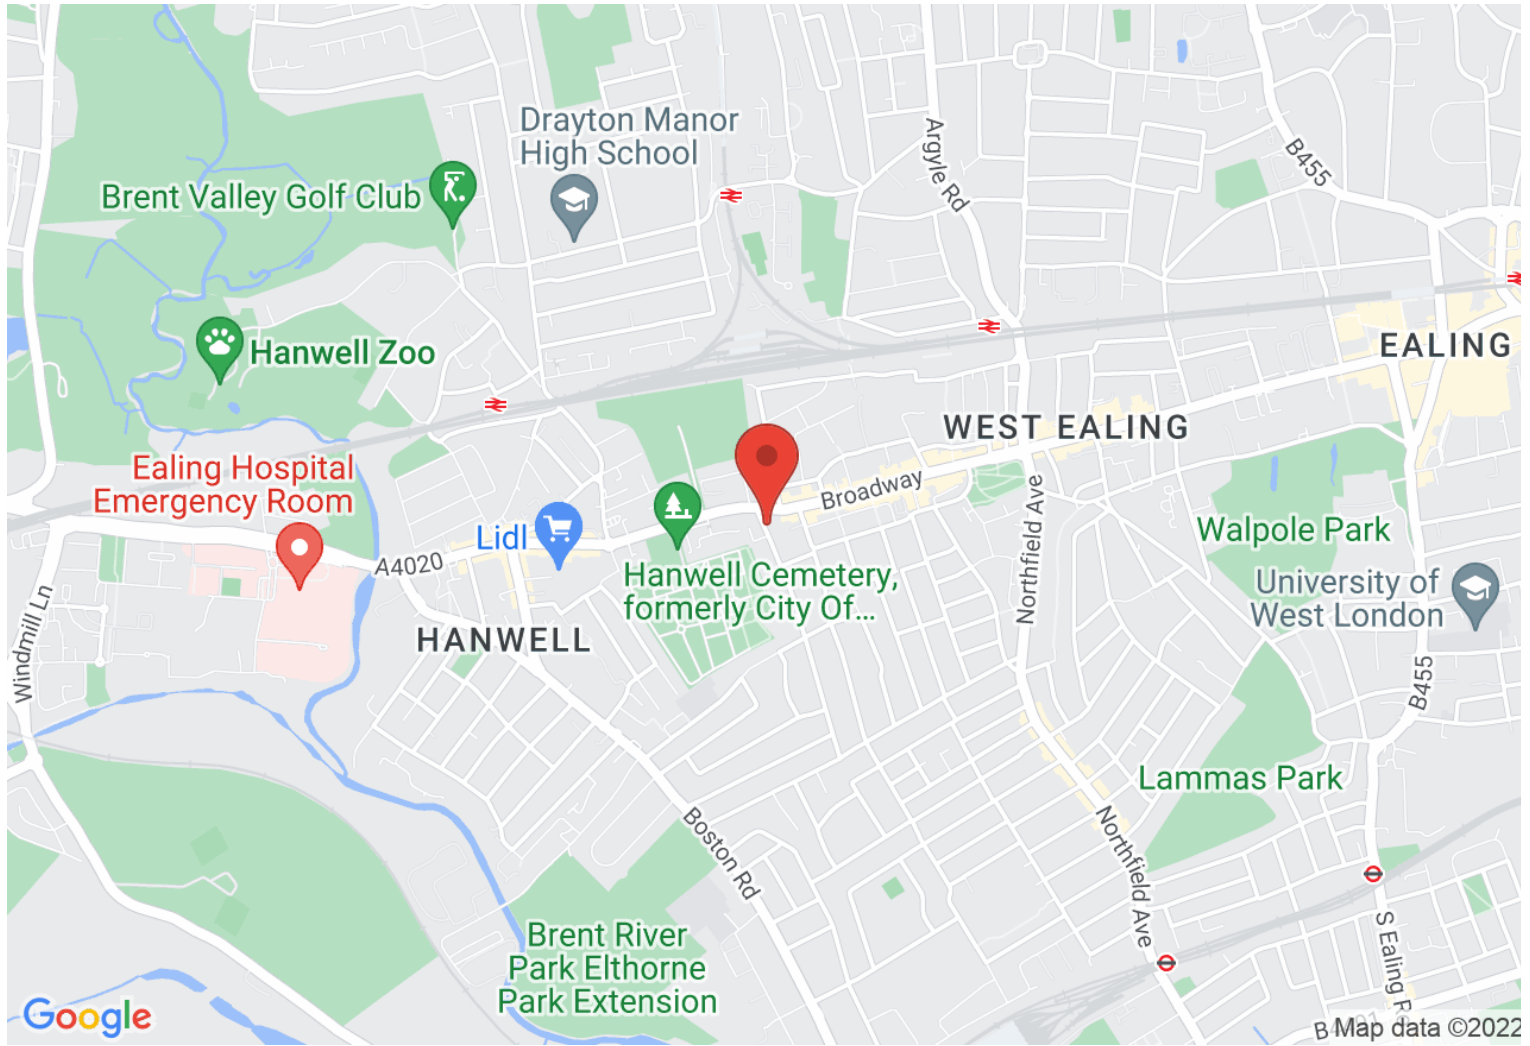 Drayton Manor
High School
Argyle Rd
B455
Brent Valley Golf Club
Hanwell Zoo
EALING
WEST EALING
Ealing Hospital
Emergency Room
Broadway
Lidl
A4020
Walpole Park
Northfield Ave
Hanwell Cemetery,
formerly City Of...
University of
West London
Windmill Ln
HANWELL
B455
Lammas Park
Boston Rd
Northfield Ave
Brent River
Park Elthorne
Park Extension
S Ealing Rd
Google
Map data ©2022